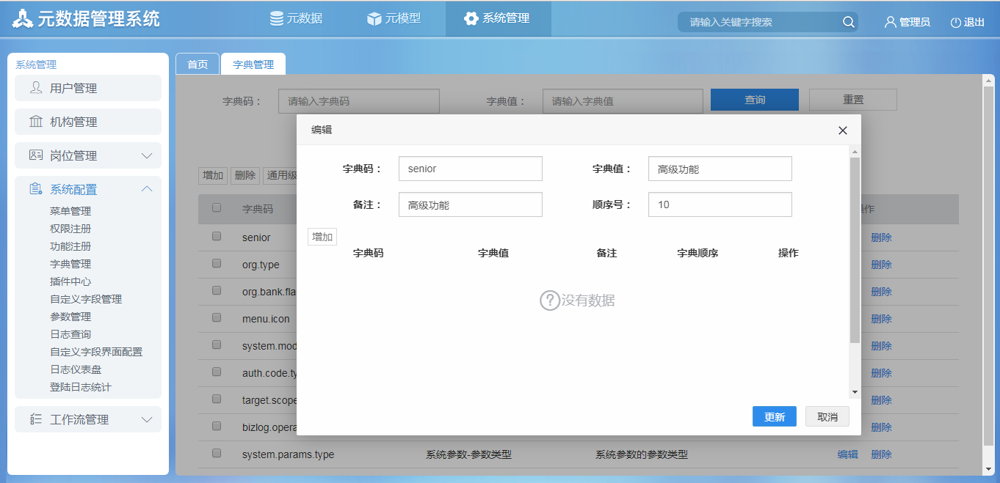 元数据管理系统
元数据
元模型
系统管理
请输入关键字搜索
管理员
退出
系统管理
用户管理
机构管理
岗位管理
系统配置
菜单管理
权限注册
功能注册
字典管理
插件中心
自定义字段管理
参数管理
日志查询
自定义字段界面配置
日志仪表盘
登陆日志统计
工作流管理
首页
字典管理
字典码：
请输入字典码
字典值：
请输入字典值
查询
重置
增加
删除
通用级
字典码
作
senior
删除
org.type
删除
org.bank.fla
删除
menu.icon
删除
system.mod
删除
auth.code.ty
删除
target.scope
删除
bizlog.opera
删除
system.params.type
系统参数-参数类型
系统参数的参数类型
编辑
删除
编辑
字典码：
senior
字典值：
高级功能
备注：
高级功能
顺序号：
10
增加
字典码
字典值
备注
字典顺序
操作
?没有数据
更新
取消